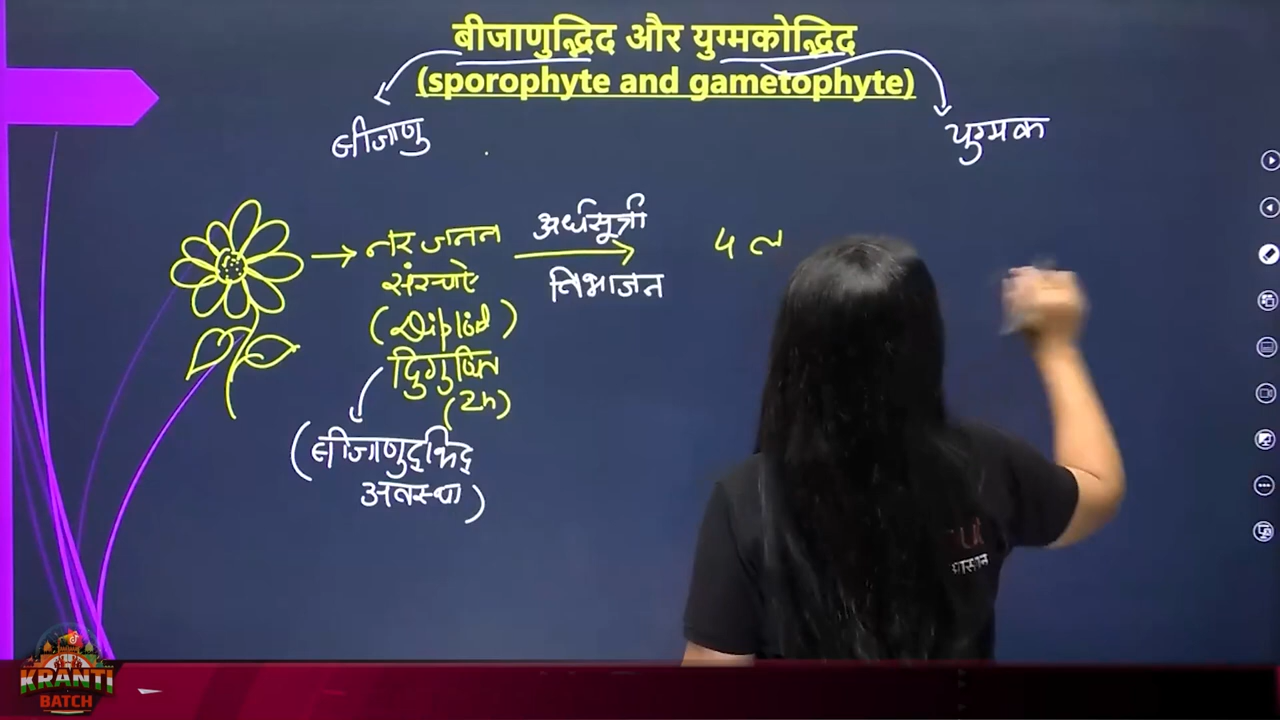 बीजाणुद्भिद और युग्मकोद्भिद
(sporophyte and gametophyte)
बीजाणु
युग्मक
नर जनन
संरचनाएं
(Diploid)
द्विगुणित
(2n)
(बीजाणुद्भिद्
अवस्था)
अर्धसूत्री
विभाजन
KRANTI
BATCH